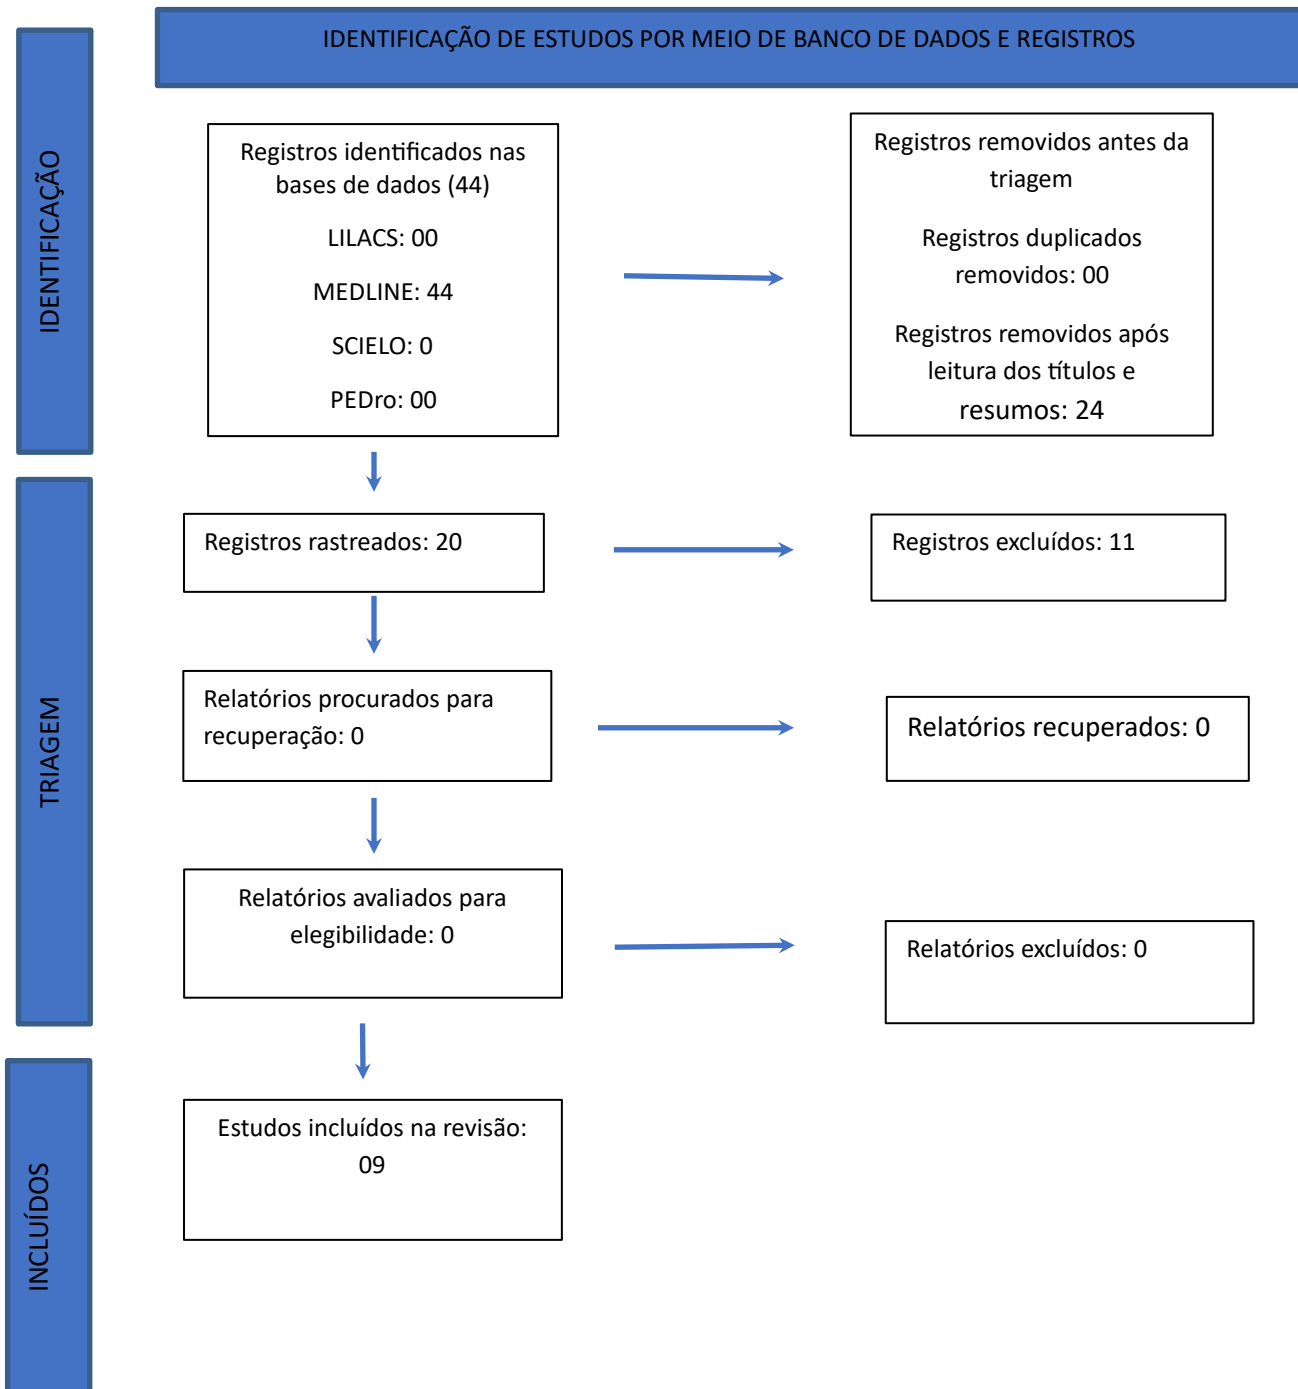 IDENTIFICAÇÃO DE ESTUDOS POR MEIO DE BANCO DE DADOS E REGISTROS
IDENTIFICAÇÃO
Registros identificados nas
bases de dados (44)
LILACS: 00
MEDLINE: 44
SCIELO: 0
PEDro: 00
Registros removidos antes da
triagem
Registros duplicados
removidos: 00
Registros removidos após
leitura dos títulos e
resumos: 24
TRIAGEM
Registros rastreados: 20
Registros excluídos: 11
Relatórios procurados para
recuperação: 0
Relatórios recuperados: 0
Relatórios avaliados para
elegibilidade: 0
Relatórios excluídos: 0
INCLUÍDOS
Estudos incluídos na revisão:
09